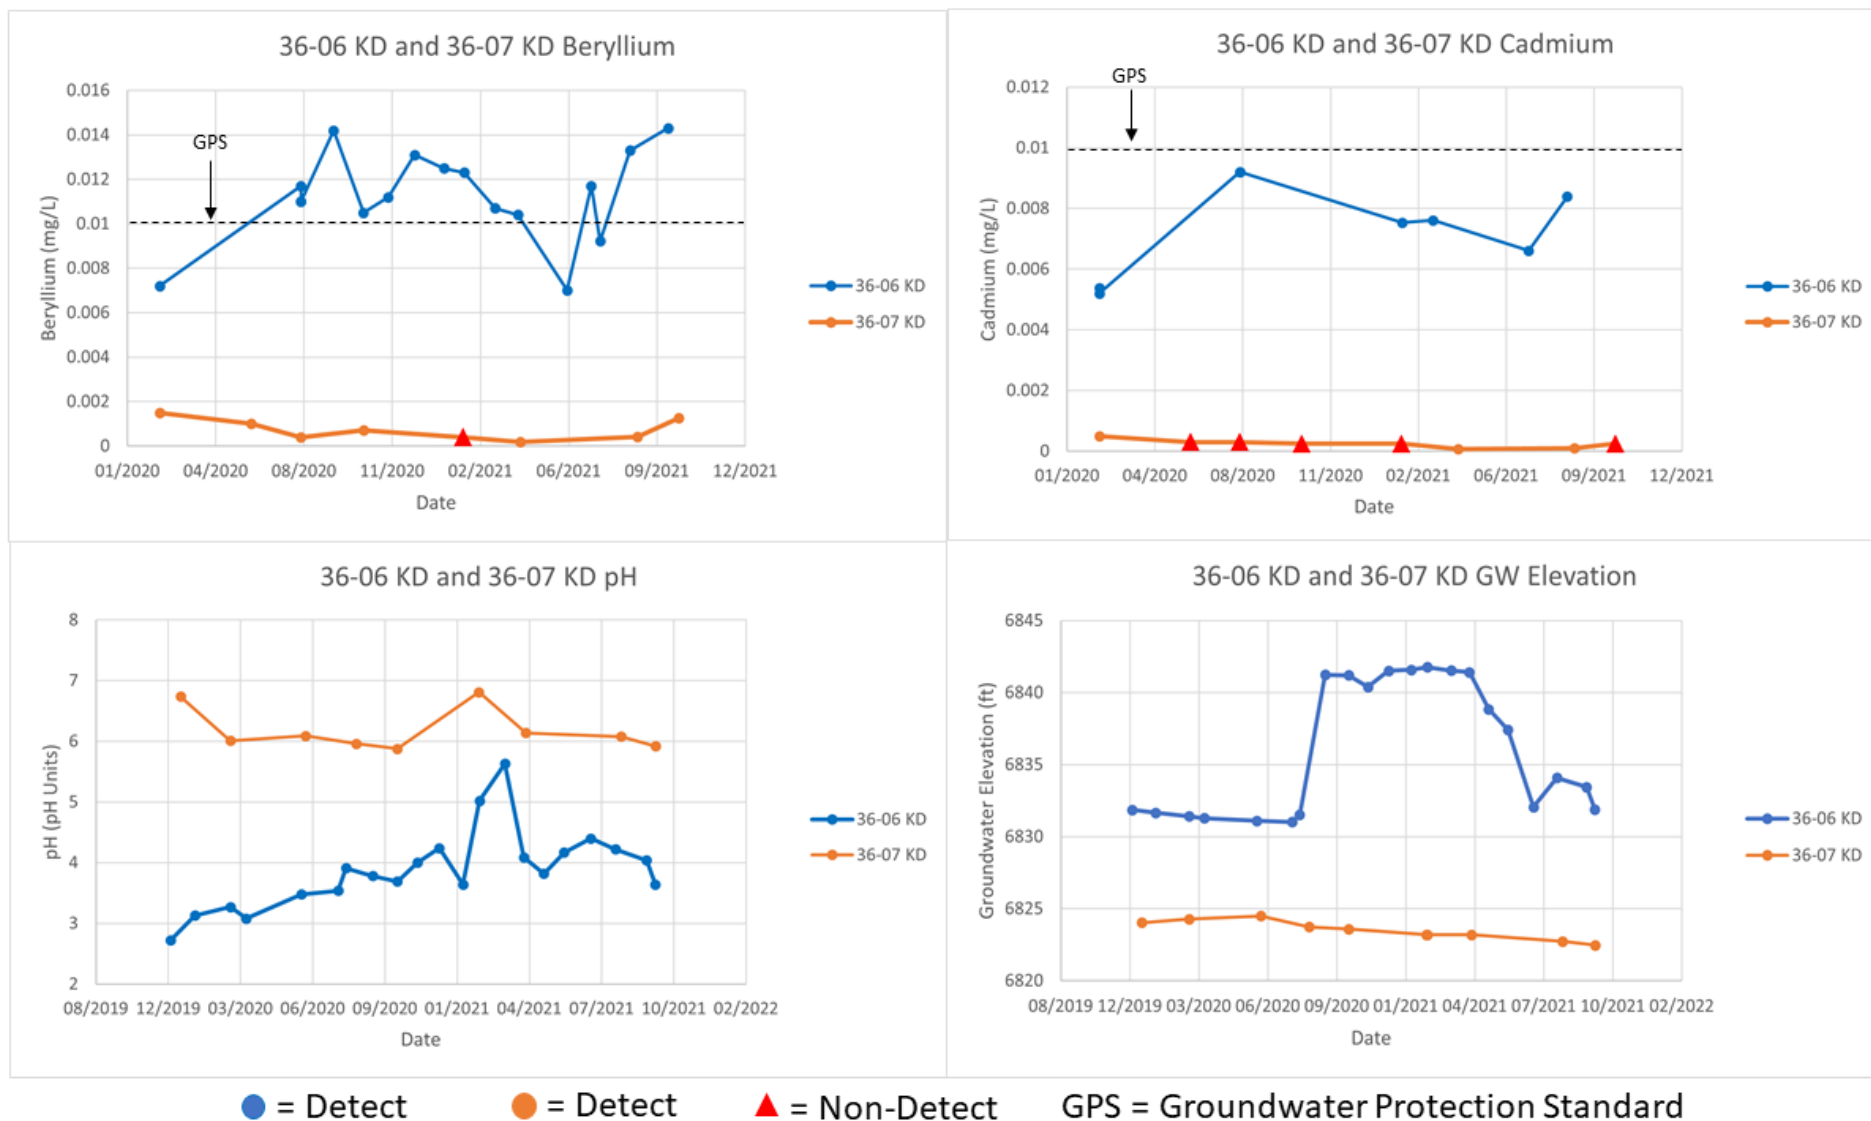 36-06 KD and 36-07 KD Beryllium
GPS
0.016
0.014
0.012
0.01
0.008
0.006
0.004
0.002
0
Beryllium (mg/L)
01/2020 04/2020 08/2020 11/2020 02/2021 06/2021 09/2021 12/2021
Date
36-06 KD
36-07 KD
36-06 KD and 36-07 KD Cadmium
GPS
0.012
0.01
0.008
0.006
0.004
0.002
0
Cadmium (mg/L)
01/2020 04/2020 08/2020 11/2020 02/2021 06/2021 09/2021 12/2021
Date
36-06 KD
36-07 KD
36-06 KD and 36-07 KD pH
8
7
6
5
4
3
2
pH (pH Units)
08/2019 12/2019 03/2020 06/2020 09/2020 01/2021 04/2021 07/2021 10/2021 02/2022
Date
36-06 KD
36-07 KD
36-06 KD and 36-07 KD GW Elevation
6845
6840
6835
6830
6825
6820
Groundwater Elevation (ft)
08/2019 12/2019 03/2020 06/2020 09/2020 01/2021 04/2021 07/2021 10/2021 02/2022
Date
36-06 KD
36-07 KD
= Detect = Detect = Non-Detect GPS = Groundwater Protection Standard